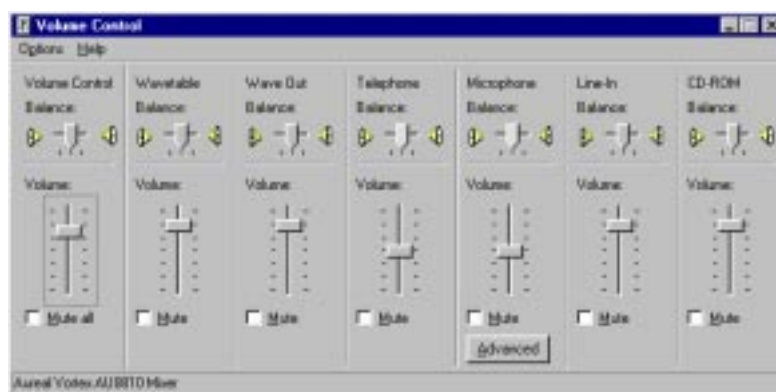 Volume Control
Options Help
Volume Control Wavetable Wave Out Telephone Microphone Line-In CD-ROM
Balance: Balance: Balance: Balance: Balance: Balance: Balance:
Volume: Volume: Volume: Volume: Volume: Volume: Volume:
Mute all Mute Mute Mute Mute Mute Mute
Advanced
Aureal Vortex AU8810 Mixer